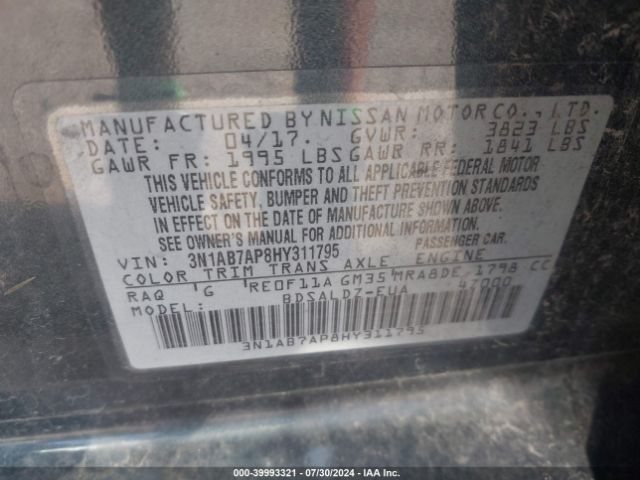 MANUFACTURED BY NISSAN MOTOR CO., LTD.
DATE: 04/17. GVWR: 3823 LBS
GAWR FR: 1995 LBS GAWR RR: 1841 LBS
THIS VEHICLE CONFORMS TO ALL APPLICABLE FEDERAL MOTOR
VEHICLE SAFETY, BUMPER AND THEFT PREVENTION STANDARDS
IN EFFECT ON THE DATE OF MANUFACTURE SHOWN ABOVE.
SEE OWNER'S MANUAL FOR ADDITIONAL INFORMATION.
VIN: 3N1AB7AP8HY311795 PASSENGER CAR.
COLOR TRIM TRANS AXLE ENGINE
RAQ G RE0F11A GM35 MRA8DE 1798 CC
MODEL: BDSALDZ-EUA 47000
3N1AB7AP8HY311795
000-39993321 / 07/30/2024 - IAA Inc.